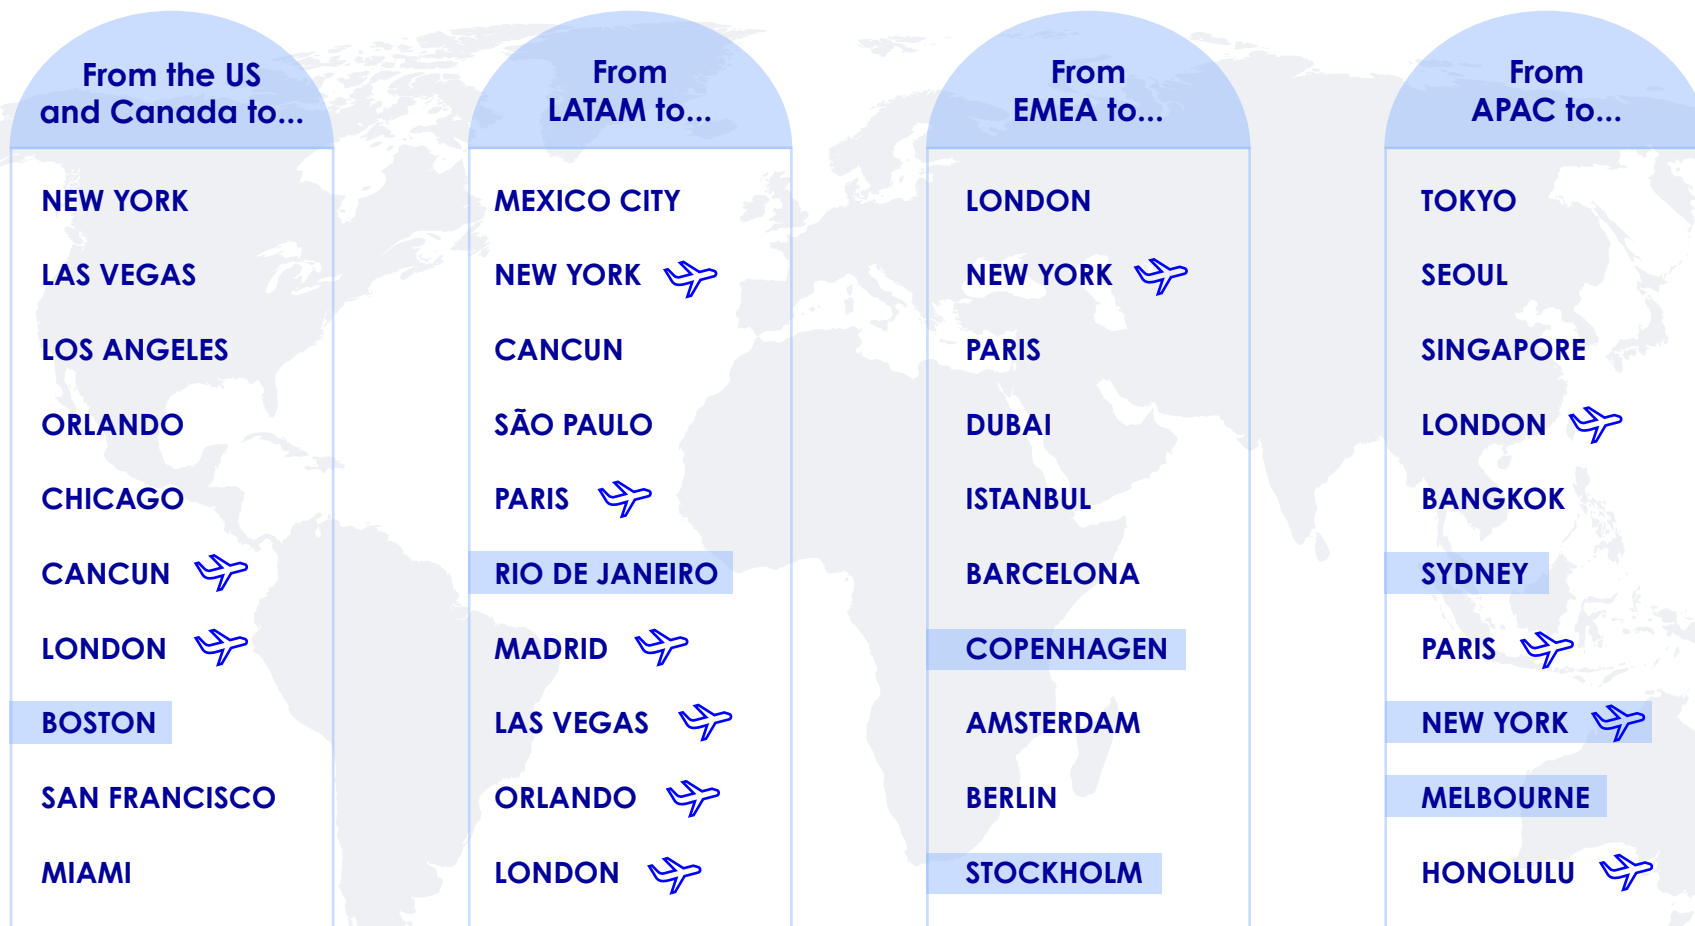 From the US
and Canada to...
NEW YORK
LAS VEGAS
LOS ANGELES
ORLANDO
CHICAGO
CANCUN
LONDON
BOSTON
SAN FRANCISCO
MIAMI
From
LATAM to...
MEXICO CITY
NEW YORK
CANCUN
SÃO PAULO
PARIS
RIO DE JANEIRO
MADRID
LAS VEGAS
ORLANDO
LONDON
From
EMEA to...
LONDON
NEW YORK
PARIS
DUBAI
ISTANBUL
BARCELONA
COPENHAGEN
AMSTERDAM
BERLIN
STOCKHOLM
From
APAC to...
TOKYO
SEOUL
SINGAPORE
LONDON
BANGKOK
SYDNEY
PARIS
NEW YORK
MELBOURNE
HONOLULU